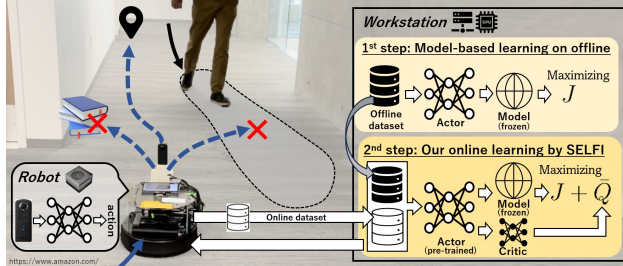 Workstation
GPU
1st step: Model-based learning on offline
Offline
dataset
Actor
Model
(frozen)
Maximizing
J
2nd step: Our online learning by SELFI
Actor
(pre-trained)
Model
(frozen)
Critic
Maximizing
J + Q̄
Robot
action
Online dataset
https://www.amazon.com/